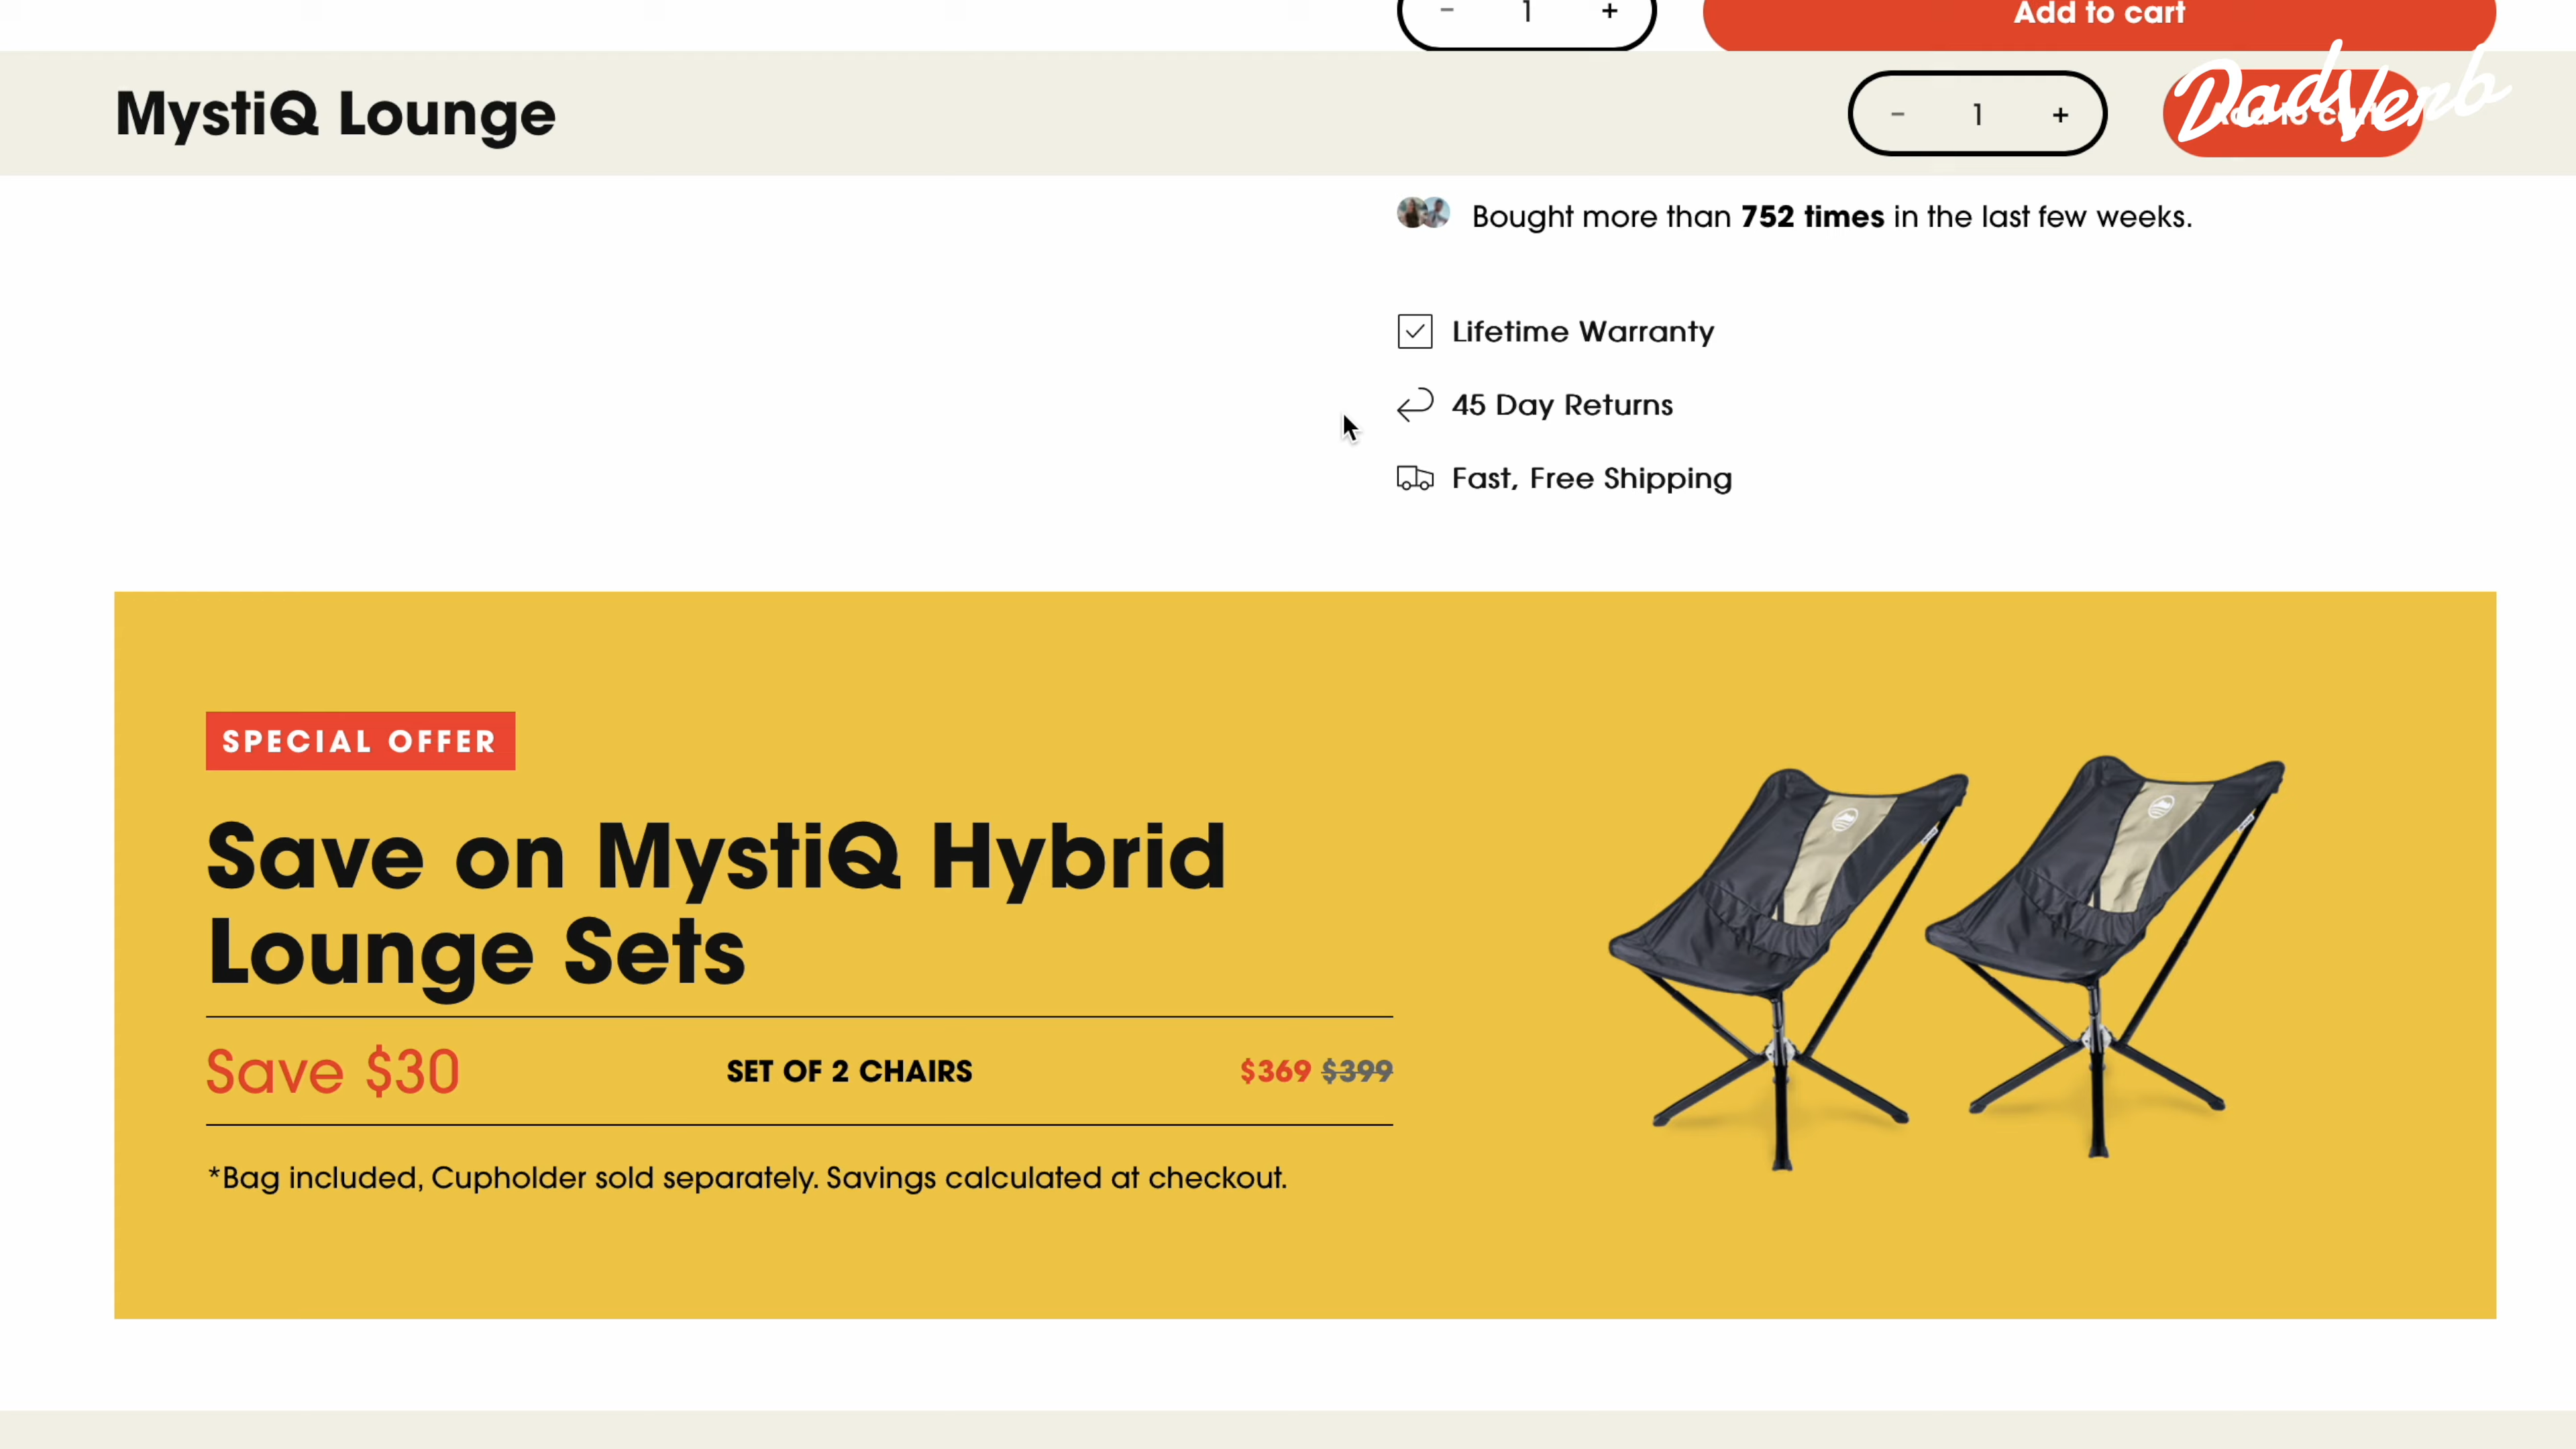 - 1 +
Add to cart
MystiQ Lounge
- 1 +
DadVerb
Bought more than 752 times in the last few weeks.
Lifetime Warranty
45 Day Returns
Fast, Free Shipping
SPECIAL OFFER
Save on MystiQ Hybrid
Lounge Sets
Save $30
SET OF 2 CHAIRS
$369 $399
*Bag included, Cupholder sold separately. Savings calculated at checkout.